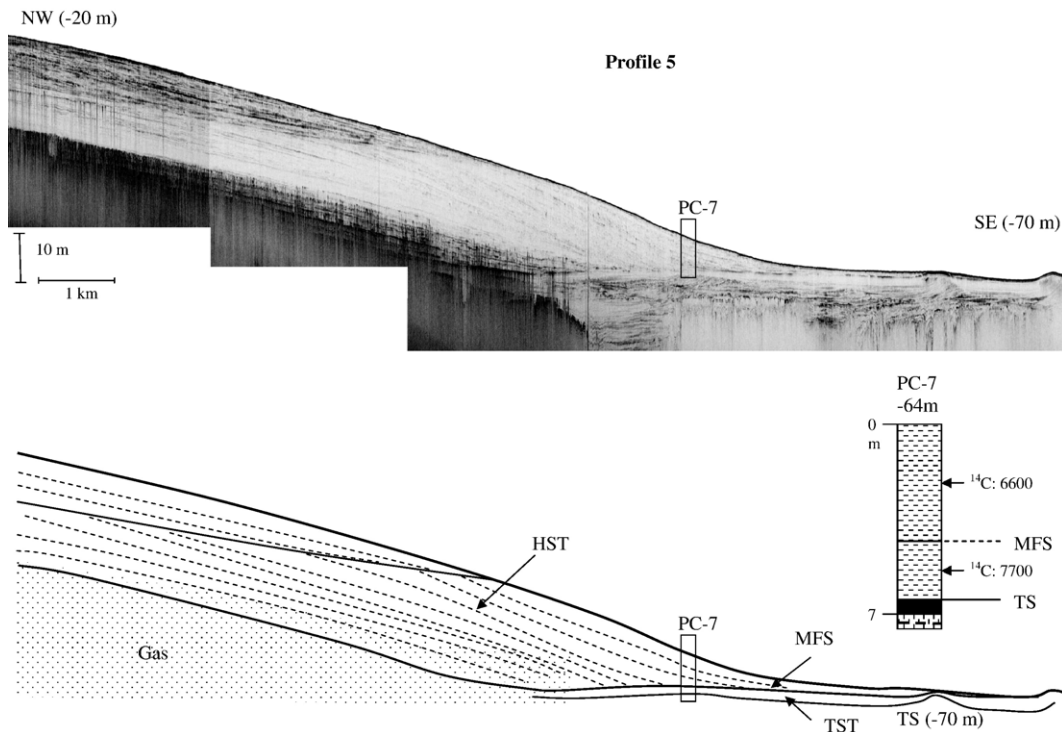 NW (-20 m)
Profile 5
PC-7
SE (-70 m)
10 m
1 km
PC-7
-64m
0
m
¹⁴C: 6600
MFS
¹⁴C: 7700
TS
7
HST
PC-7
MFS
Gas
TST
TS (-70 m)